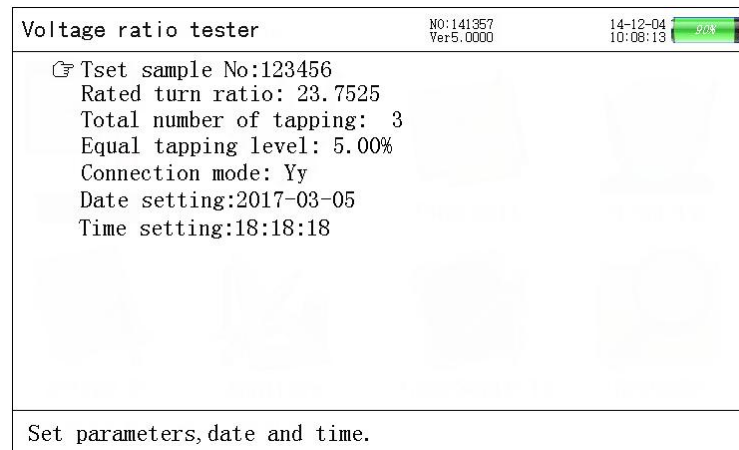 Voltage ratio tester
NO:141357
Ver5.0000
14-12-04
10:08:13
90%
Tset sample No:123456
Rated turn ratio: 23.7525
Total number of tapping: 3
Equal tapping level: 5.00%
Connection mode: Yy
Date setting:2017-03-05
Time setting:18:18:18
Set parameters,date and time.